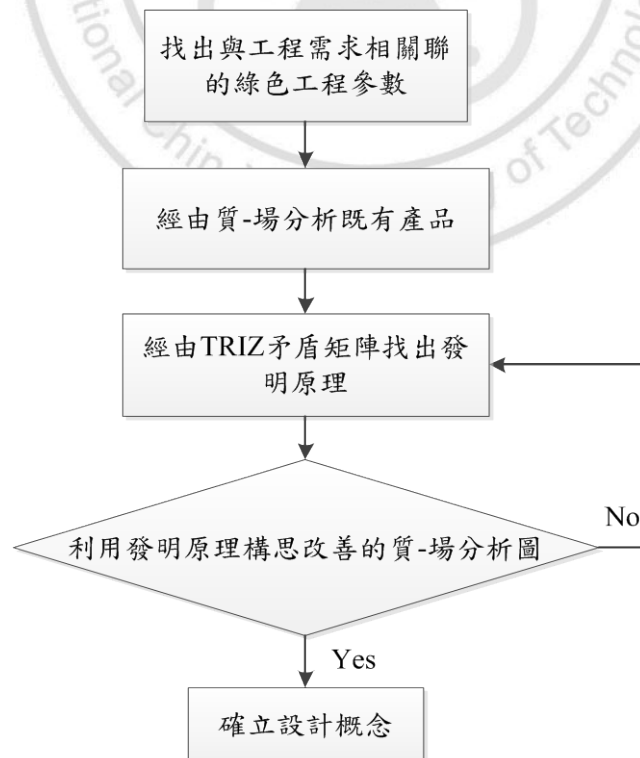 找出與工程需求相關聯
的綠色工程參數
經由質-場分析既有產品
經由TRIZ矛盾矩陣找出發
明原理
利用發明原理構思改善的質-場分析圖
No
Yes
確立設計概念